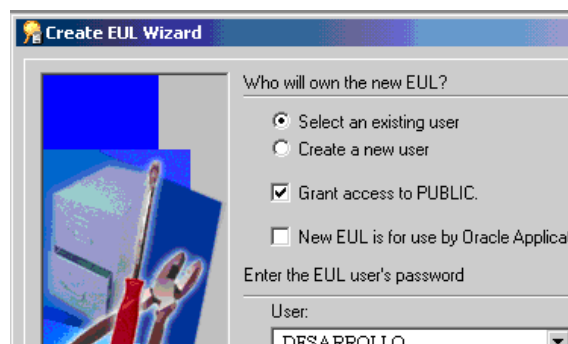 Create EUL Wizard
Who will own the new EUL?
Select an existing user
Create a new user
Grant access to PUBLIC.
New EUL is for use by Oracle Applica
Enter the EUL user's password
User:
DESARROLLO